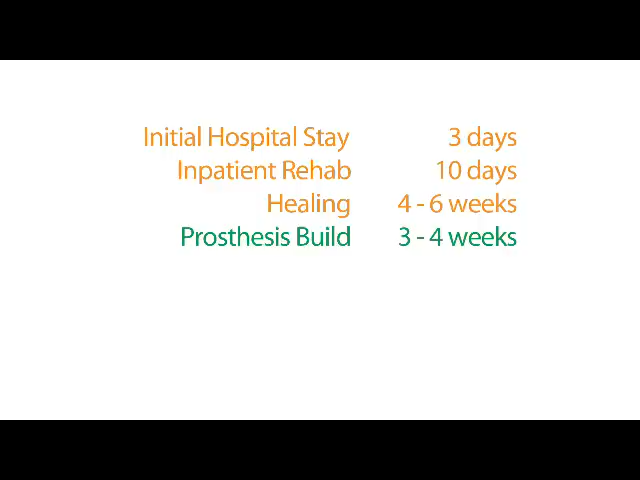 Initial Hospital Stay 3 days
Inpatient Rehab 10 days
Healing 4 - 6 weeks
Prosthesis Build 3 - 4 weeks